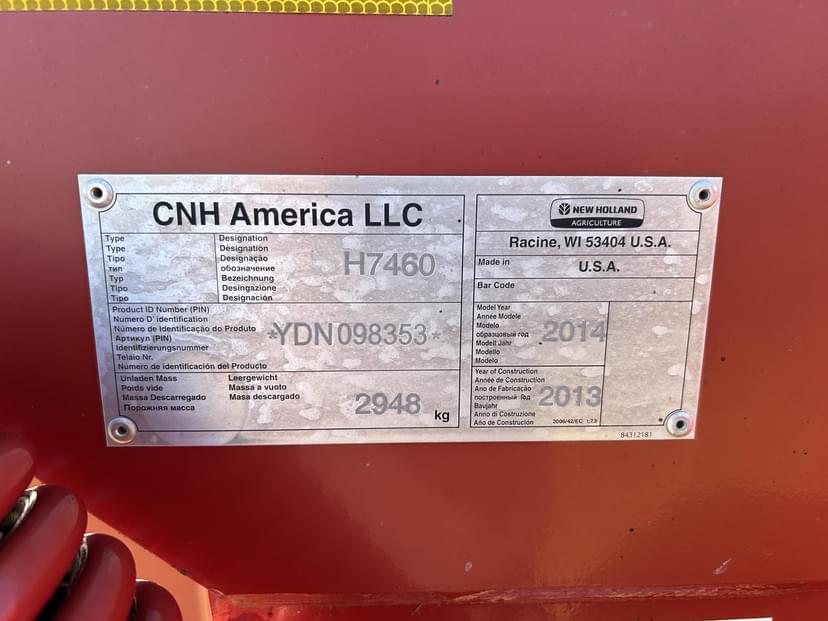 CNH America LLC
Type
Type
Tipo
тип
Typ
Tipo
Tipo
Designation
Désignation
Designação
обозначение
Bezeichnung
Desingazione
Designación
H7460
Product ID Number (PIN)
Numero D' identification
Número de Identificação do Produto
Артикул (PIN)
Identifizierungsnummer
Telaio Nr.
Numero de identificación del Producto
*YDN098353*
Unladen Mass
Poids vide
Massa Descarregado
Порожняя масса
Leergewicht
Massa a vuoto
Masa descargado
2948 kg
NEW HOLLAND
AGRICULTURE
Racine, WI 53404 U.S.A.
Made in
U.S.A.
Bar Code
Model Year
Année Modele
Modelo
образцовый год
Modell Jahr
Modello
Modelo
2014
Year of Construction
Année de Construction
Ano de Fabricação
построенный Год
Baujahr
Anno di Costruzione
Año de Construción
2013
2006/42/EC 1.7.3
84312181